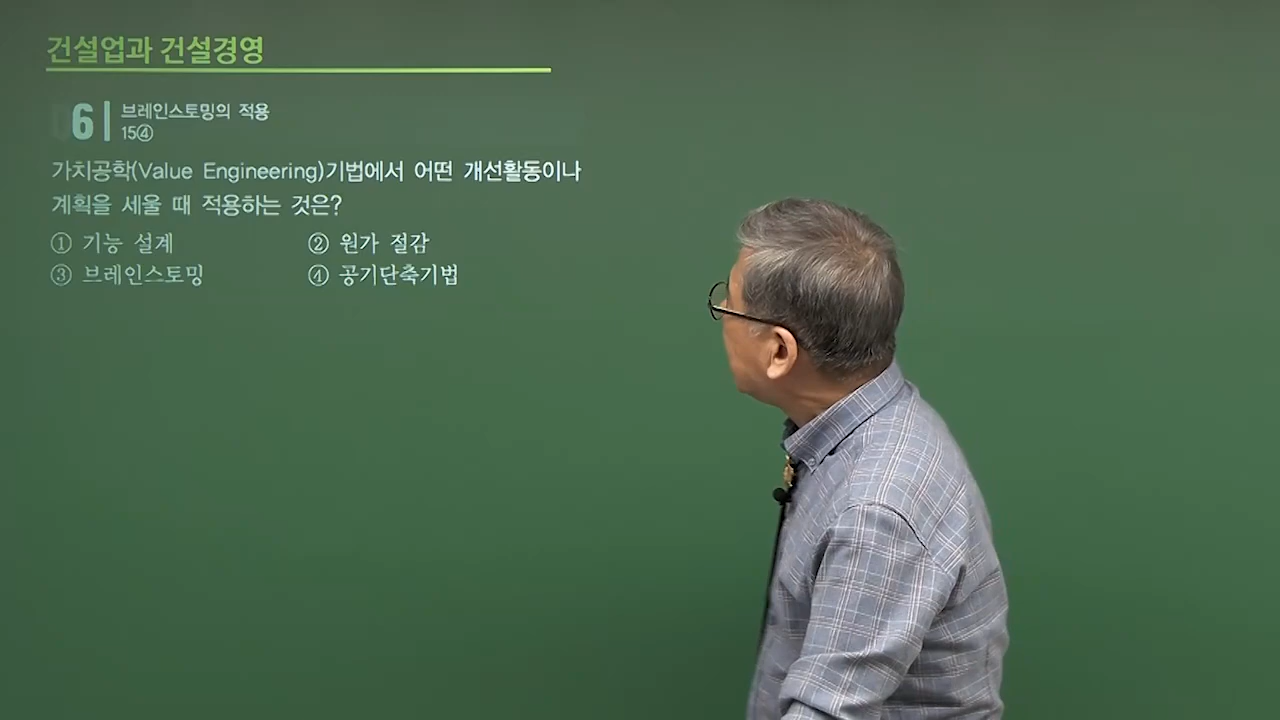 건설업과 건설경영
06 브레인스토밍의 적용
15④
가치공학(Value Engineering)기법에서 어떤 개선활동이나
계획을 세울 때 적용하는 것은?
① 기능 설계 ② 원가 절감
③ 브레인스토밍 ④ 공기단축기법